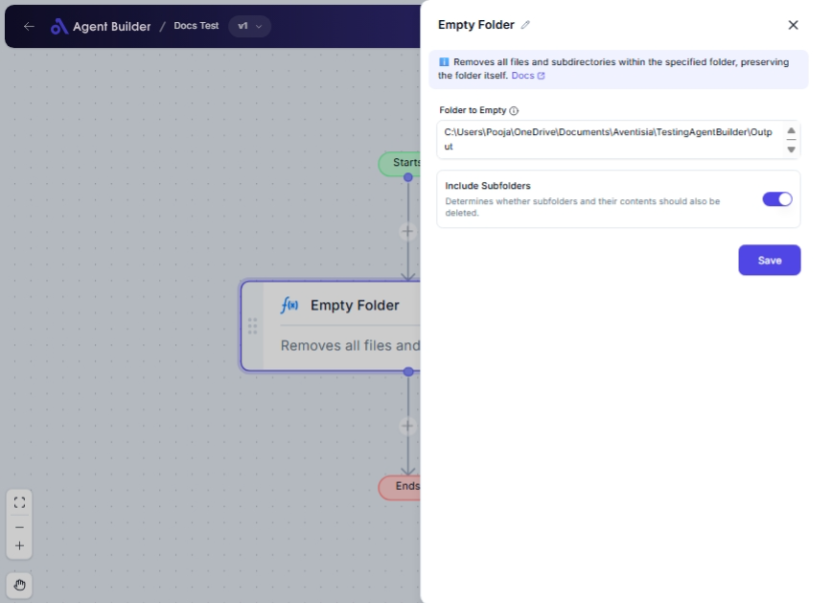 Agent Builder / Docs Test v1
Starts
Empty Folder
Removes all files and
Ends
Empty Folder
Removes all files and subdirectories within the specified folder, preserving
the folder itself. Docs
Folder to Empty
C:\Users\Pooja\OneDrive\Documents\Aventisia\TestingAgentBuilder\Outp
ut
Include Subfolders
Determines whether subfolders and their contents should also be
deleted.
Save